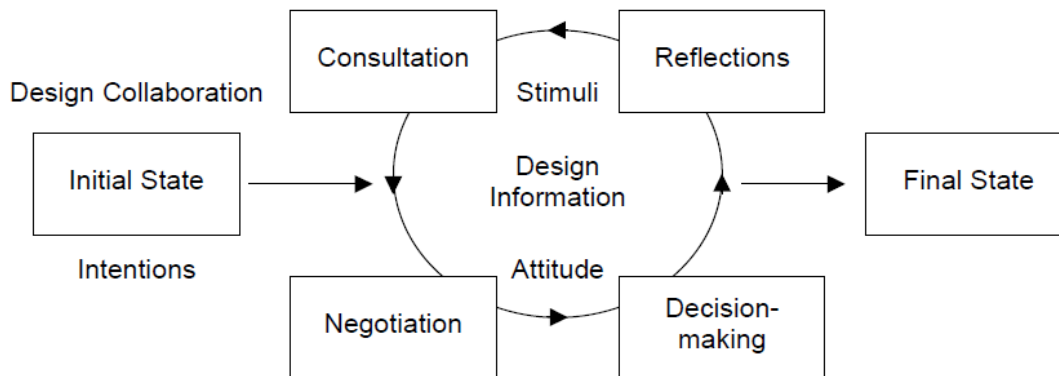 Consultation
Reflections
Design Collaboration
Stimuli
Initial State
Design
Information
Final State
Intentions
Attitude
Negotiation
Decision-
making